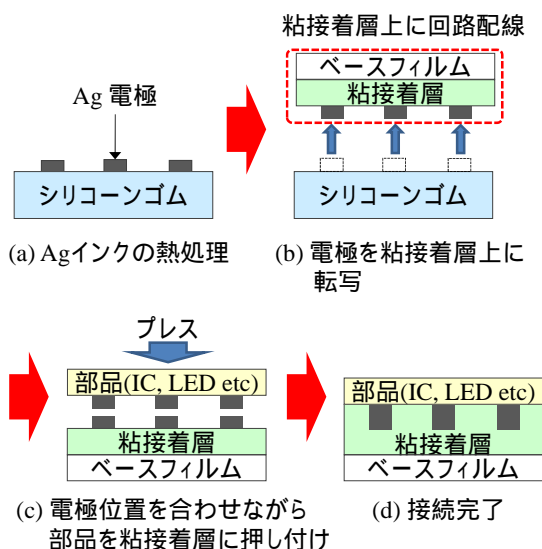 粘接着層上に回路配線
ベースフィルム
粘接着層
Ag 電極
シリコーンゴム
シリコーンゴム
(a) Agインクの熱処理
(b) 電極を粘接着層上に
転写
プレス
部品(IC, LED etc)
粘接着層
ベースフィルム
部品(IC, LED etc)
粘接着層
ベースフィルム
(c) 電極位置を合わせながら
部品を粘接着層に押し付け
(d) 接続完了